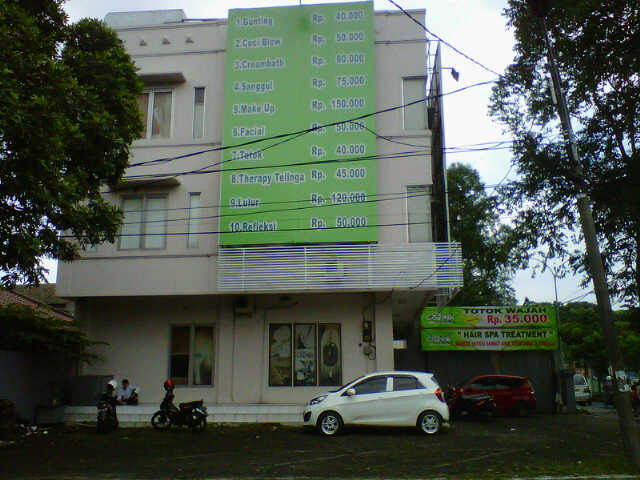 1.Gunting Rp. 40.000
2.Cuci Blow Rp. 50.000
3.Creambath Rp. 60.000
4.Sanggul Rp. 75.000
5.Make Up Rp. 150.000
6.Facial Rp. 50.000
7.Totok Rp. 40.000
8.Therapy Telinga Rp. 45.000
9.Lulur Rp. 120.000
10.Refleksi Rp. 50.000
TOTOK WAJAH
Rp. 35.000
" HAIR SPA TREATMENT "